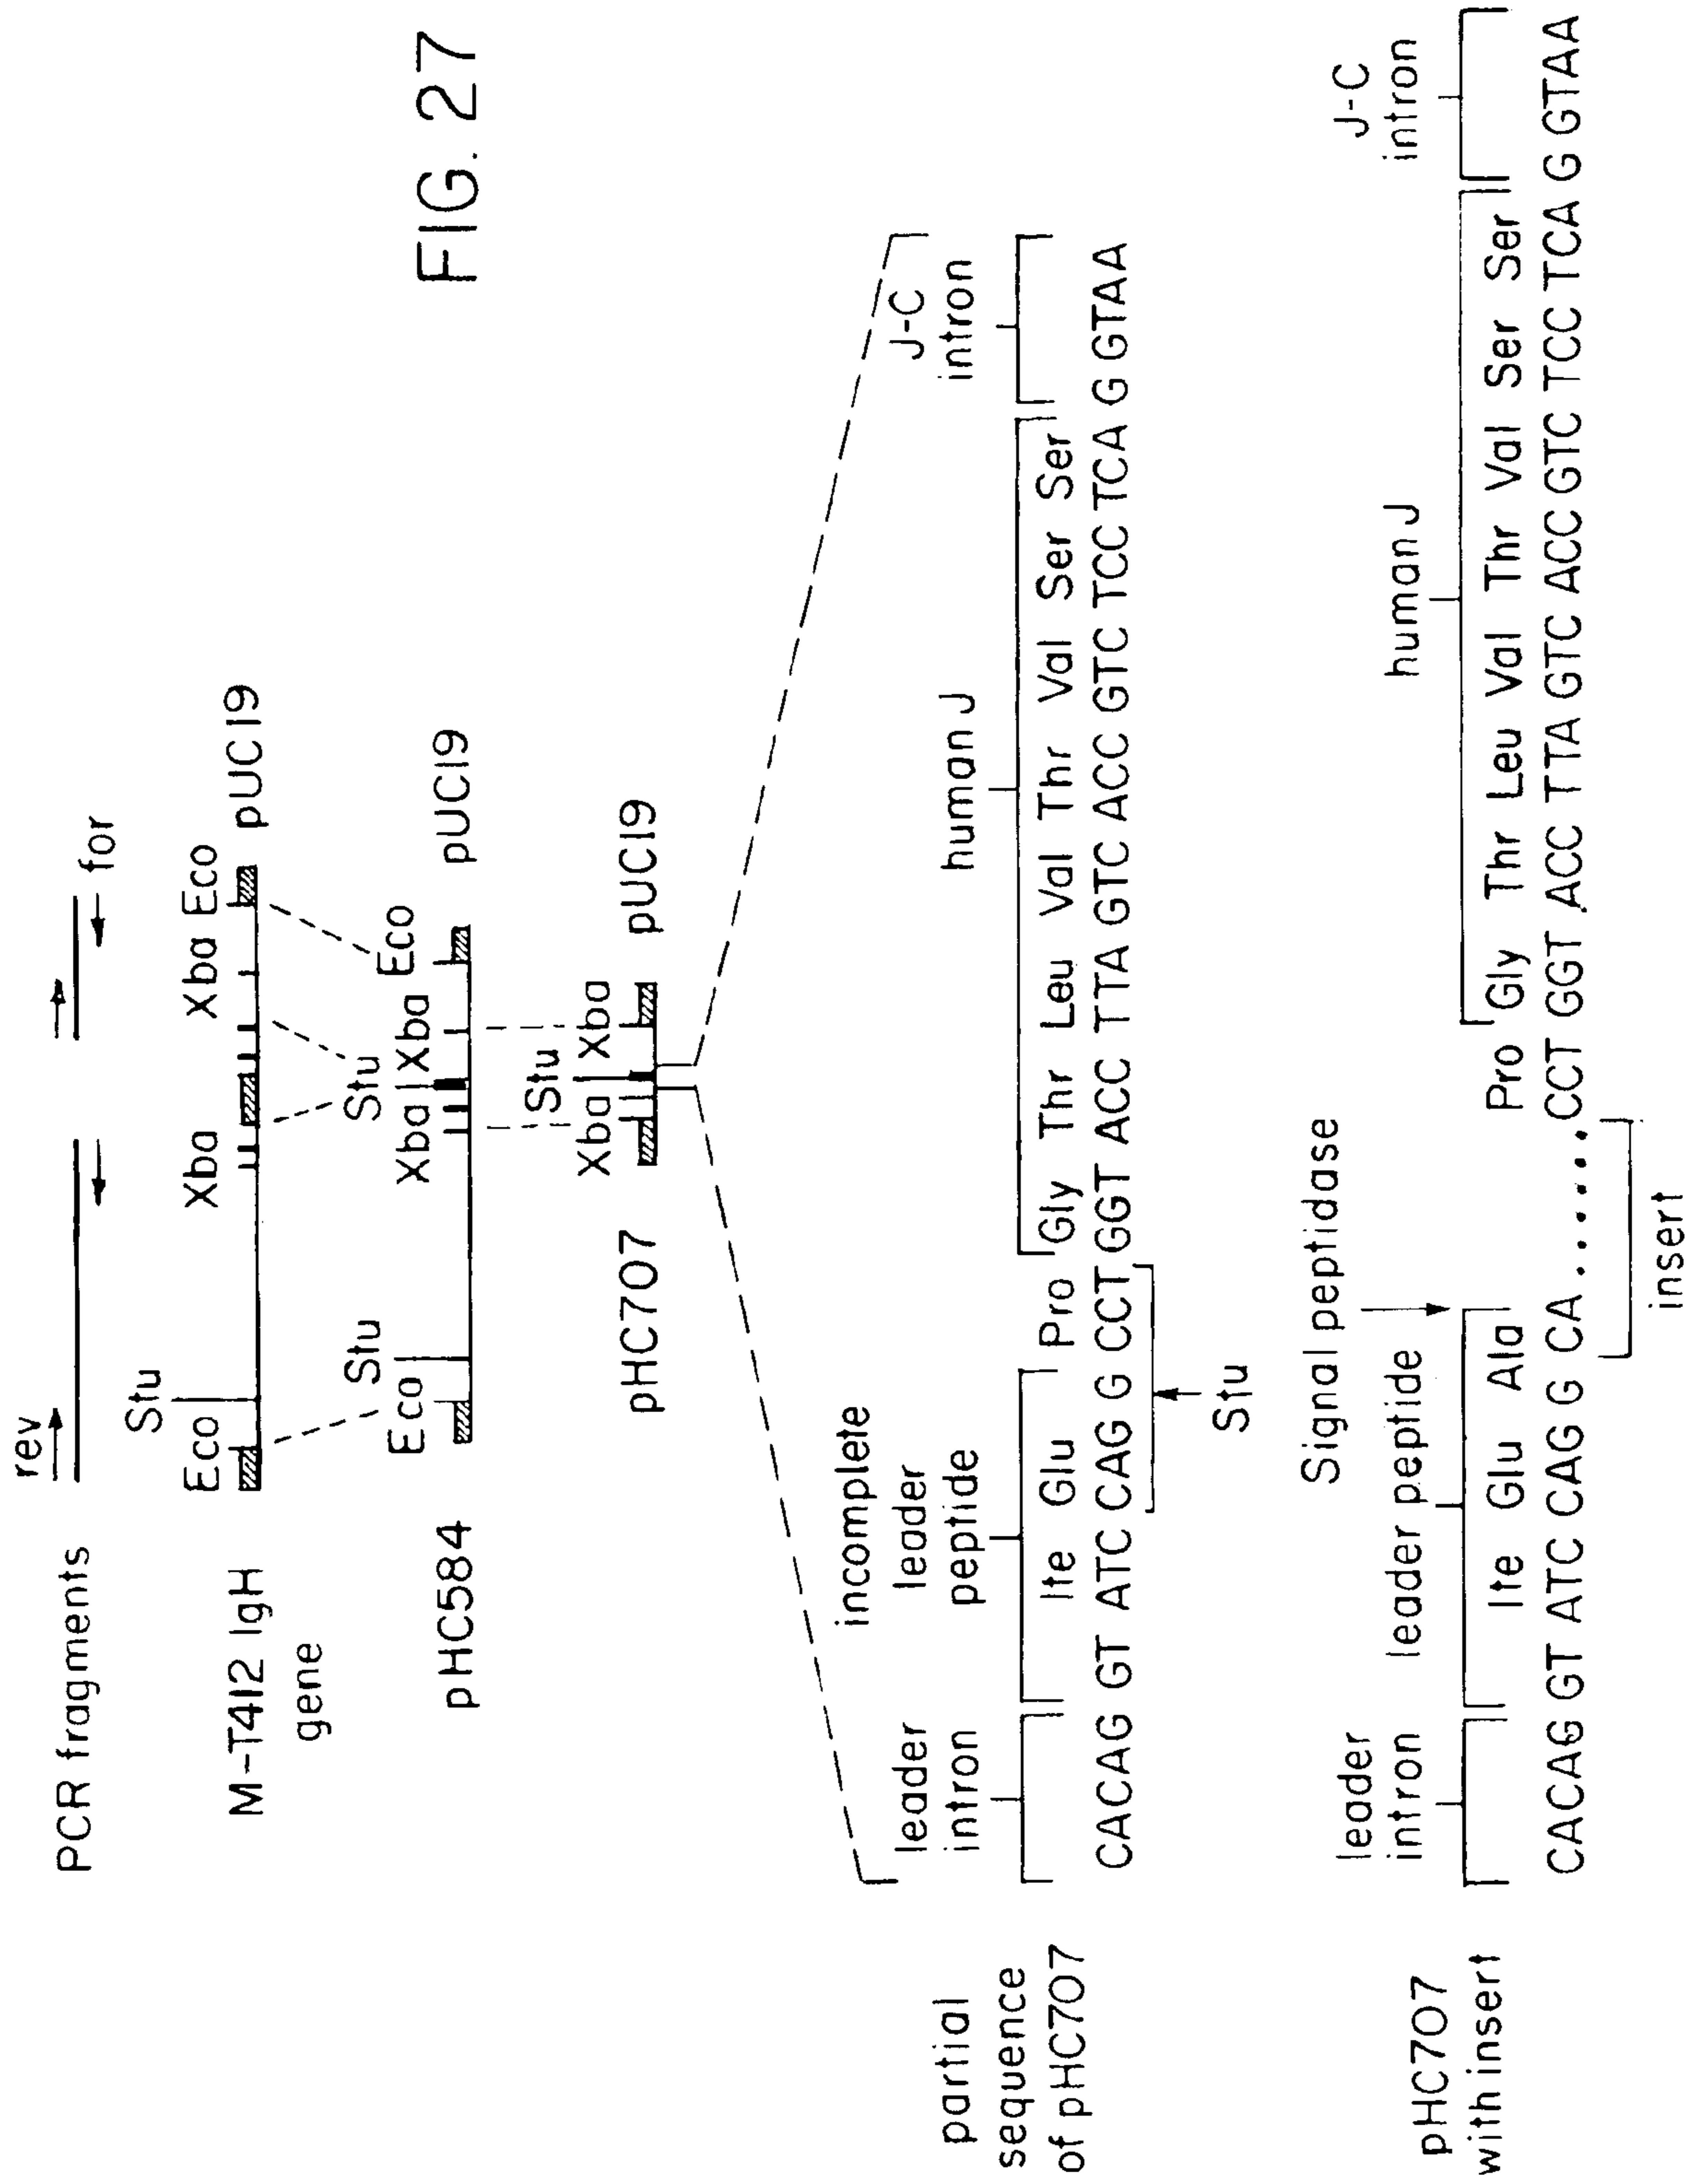 FIG. 27
PCR fragments
rev
for
Stu
M-T412 IgH
gene
Eco
Xba
Xba
Eco
pUC19
Stu
Stu
pHC584
Eco
Xba
Xba
Eco
pUC19
Stu
pHC707
Xba
Xba
pUC19
partial
sequence
of pHC707
leader
intron
incomplete
leader
peptide
human J
J-C
intron
Ite Glu Pro Gly Thr Leu Val Thr Val Ser Ser
CACAG GT ATC CAG G CCT GGT ACC TTA GTC ACC GTC TCC TCA G GTAA
Stu
pHC707
with insert
Signal peptidase
leader
intron
leader peptide
human J
J-C
intron
Ite Glu Ala Pro Gly Thr Leu Val Thr Val Ser Ser
CACAG GT ATC CAG G CA.......CCT GGT ACC TTA GTC ACC GTC TCC TCA G GTAA
insert